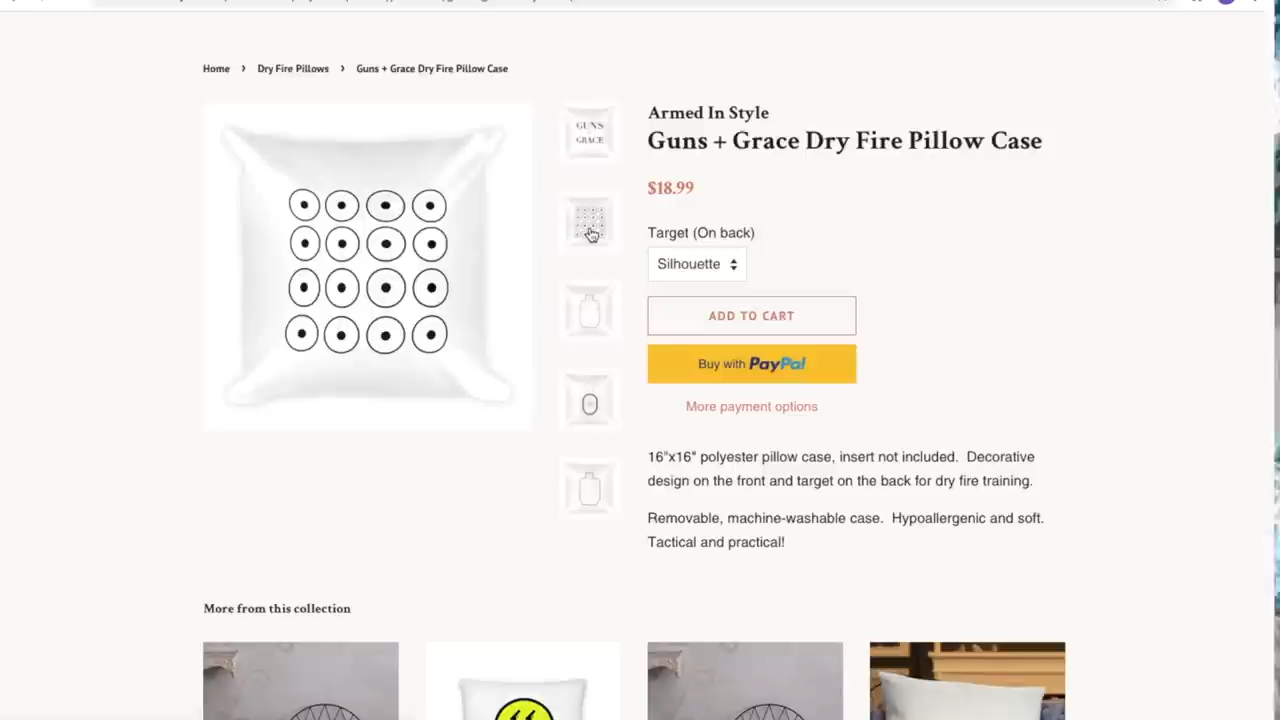 Home › Dry Fire Pillows › Guns + Grace Dry Fire Pillow Case
GUNS
+
GRACE
Armed In Style
Guns + Grace Dry Fire Pillow Case
$18.99
Target (On back)
Silhouette
ADD TO CART
Buy with PayPal
More payment options
16"x16" polyester pillow case, insert not included. Decorative
design on the front and target on the back for dry fire training.
Removable, machine-washable case. Hypoallergenic and soft.
Tactical and practical!
More from this collection